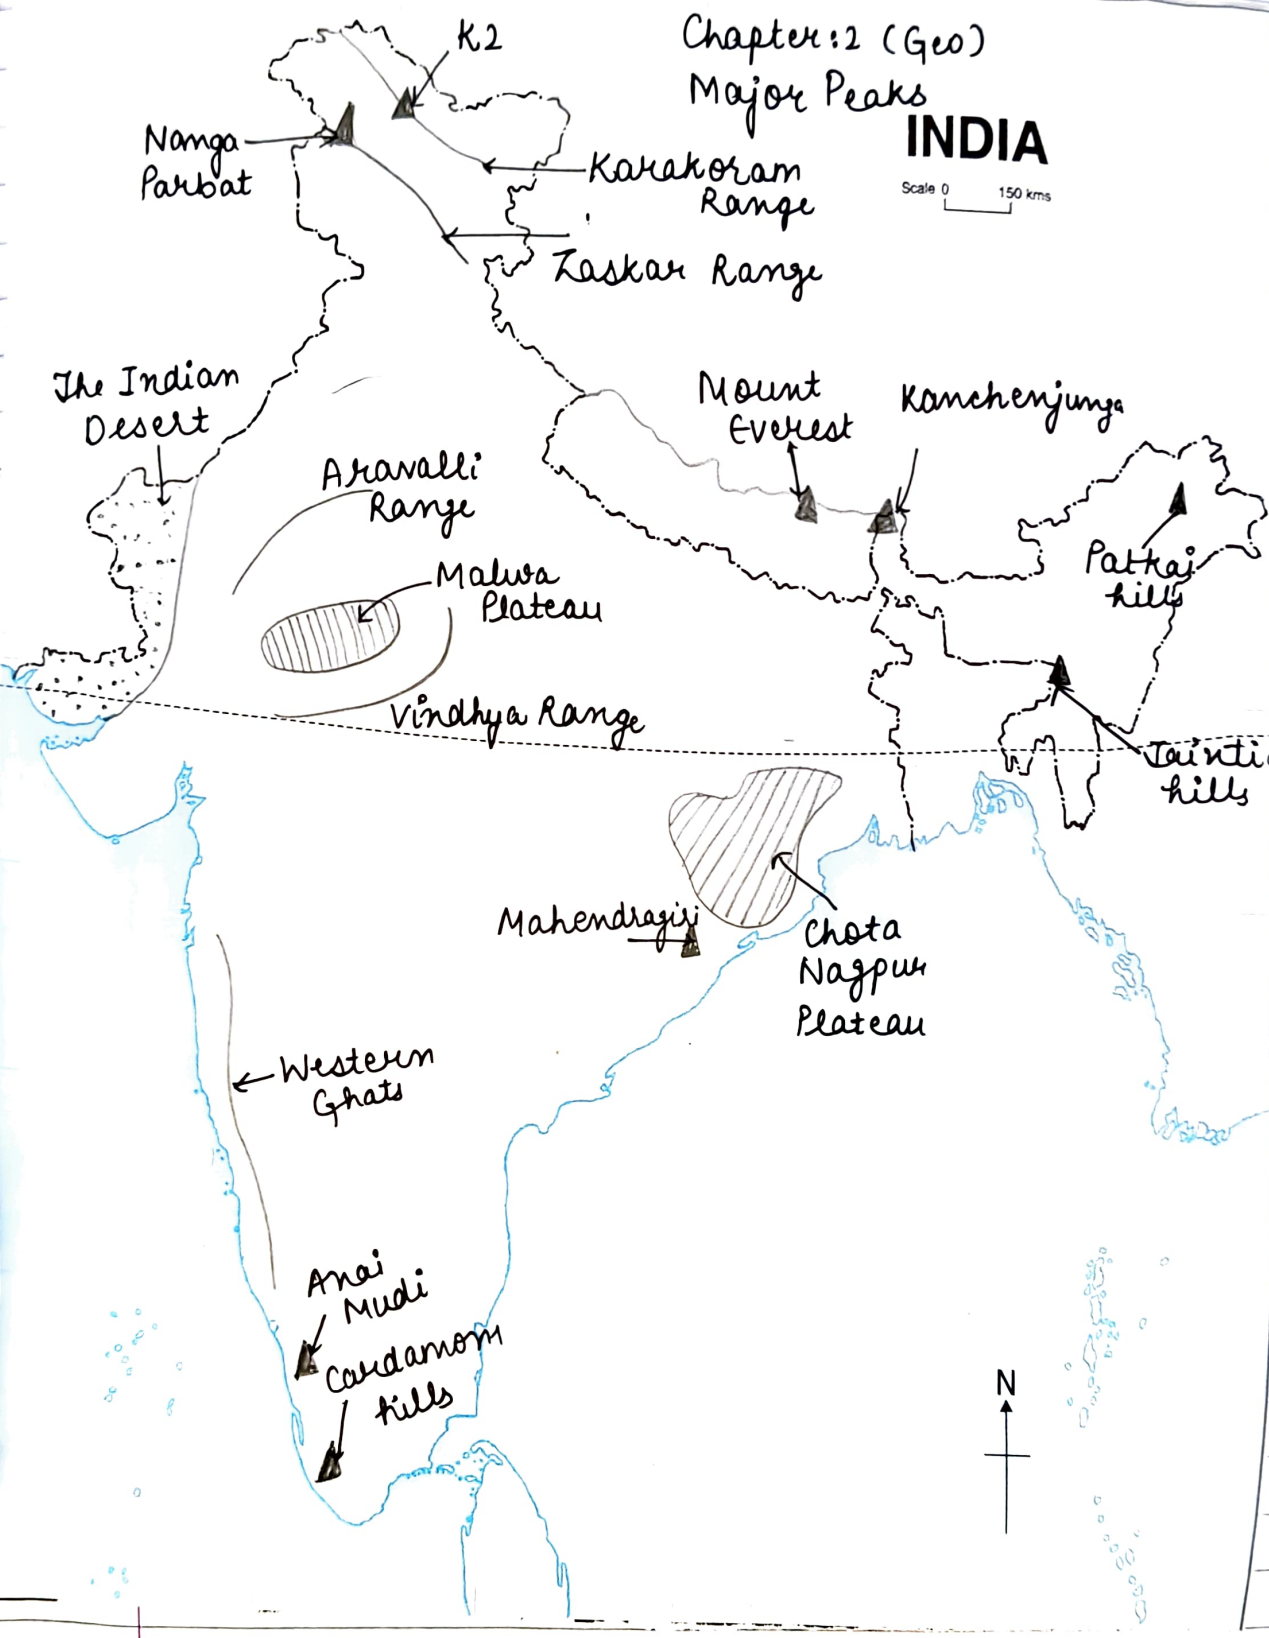 Chapter:2 (Geo)
Major Peaks
INDIA
Scale 0 150 kms
K2
Nanga
Parbat
Karakoram
Range
Zaskar Range
The Indian
Desert
Mount
Everest
Kanchenjunga
Aravalli
Range
Malwa
Plateau
Patkai
hills
Vindhya Range
Jainti
hills
Mahendragiri
Chota
Nagpur
Plateau
Western
Ghats
Anai
Mudi
Cardamom
hills
N